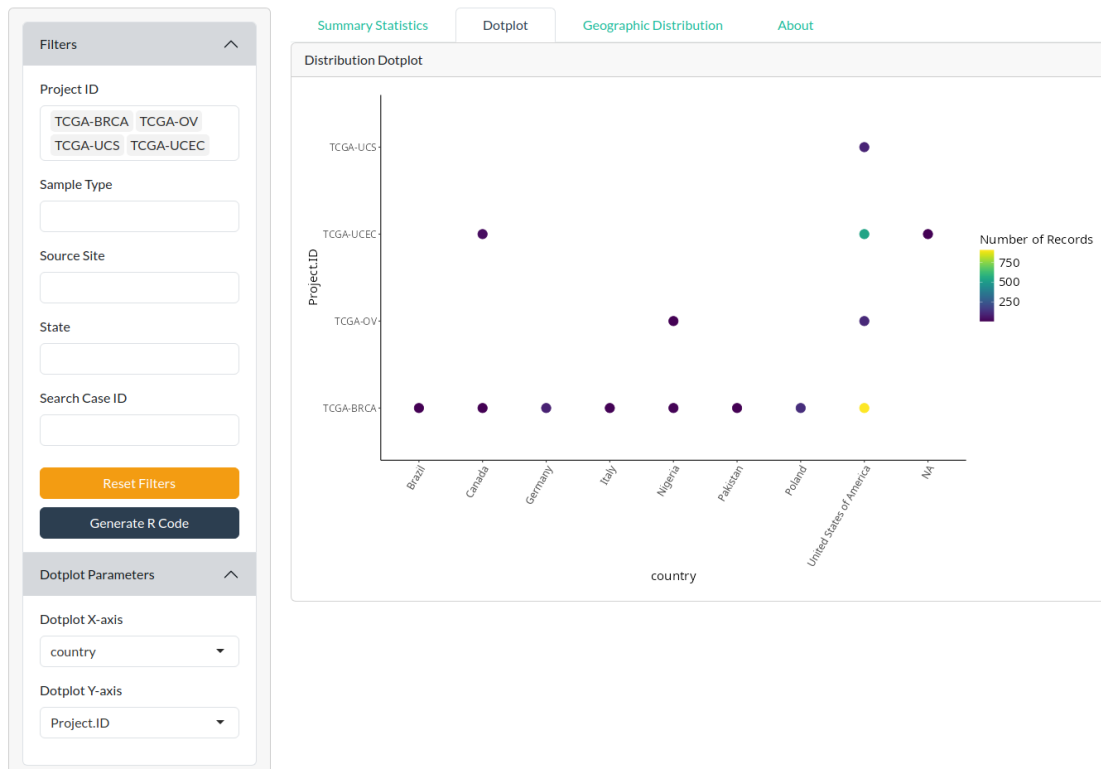 Filters
Project ID
TCGA-BRCA TCGA-OV
TCGA-UCS TCGA-UCEC
Sample Type
Source Site
State
Search Case ID
Reset Filters
Generate R Code
Dotplot Parameters
Dotplot X-axis
country
Dotplot Y-axis
Project.ID
Summary Statistics Dotplot Geographic Distribution About
Distribution Dotplot
Project.ID
TCGA-UCS
TCGA-UCEC
TCGA-OV
TCGA-BRCA
Brazil
Canada
Germany
Italy
Nigeria
Pakistan
Poland
United States of America
NA
country
Number of Records
750
500
250